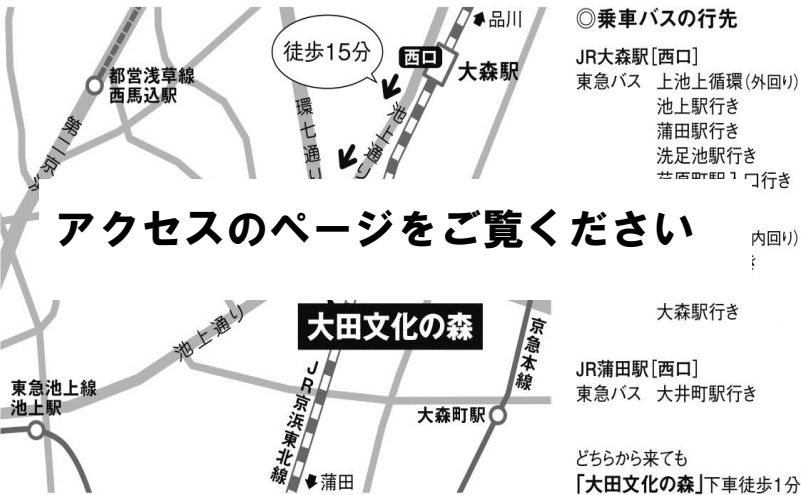 品川
徒歩15分
西口
大森駅
都営浅草線
西馬込駅
環七通り
池上通り
アクセスのページをご覧ください
池上通り
大田文化の森
京急本線
JR京浜東北線
東急池上線
池上駅
大森町駅
蒲田
◎乗車バスの行先
JR大森駅[西口]
東急バス 上池上循環(外回り)
池上駅行き
蒲田駅行き
洗足池駅行き
口行き
内回り)
大森駅行き
JR蒲田駅[西口]
東急バス 大井町駅行き
どちらから来ても
「大田文化の森」下車徒歩1分